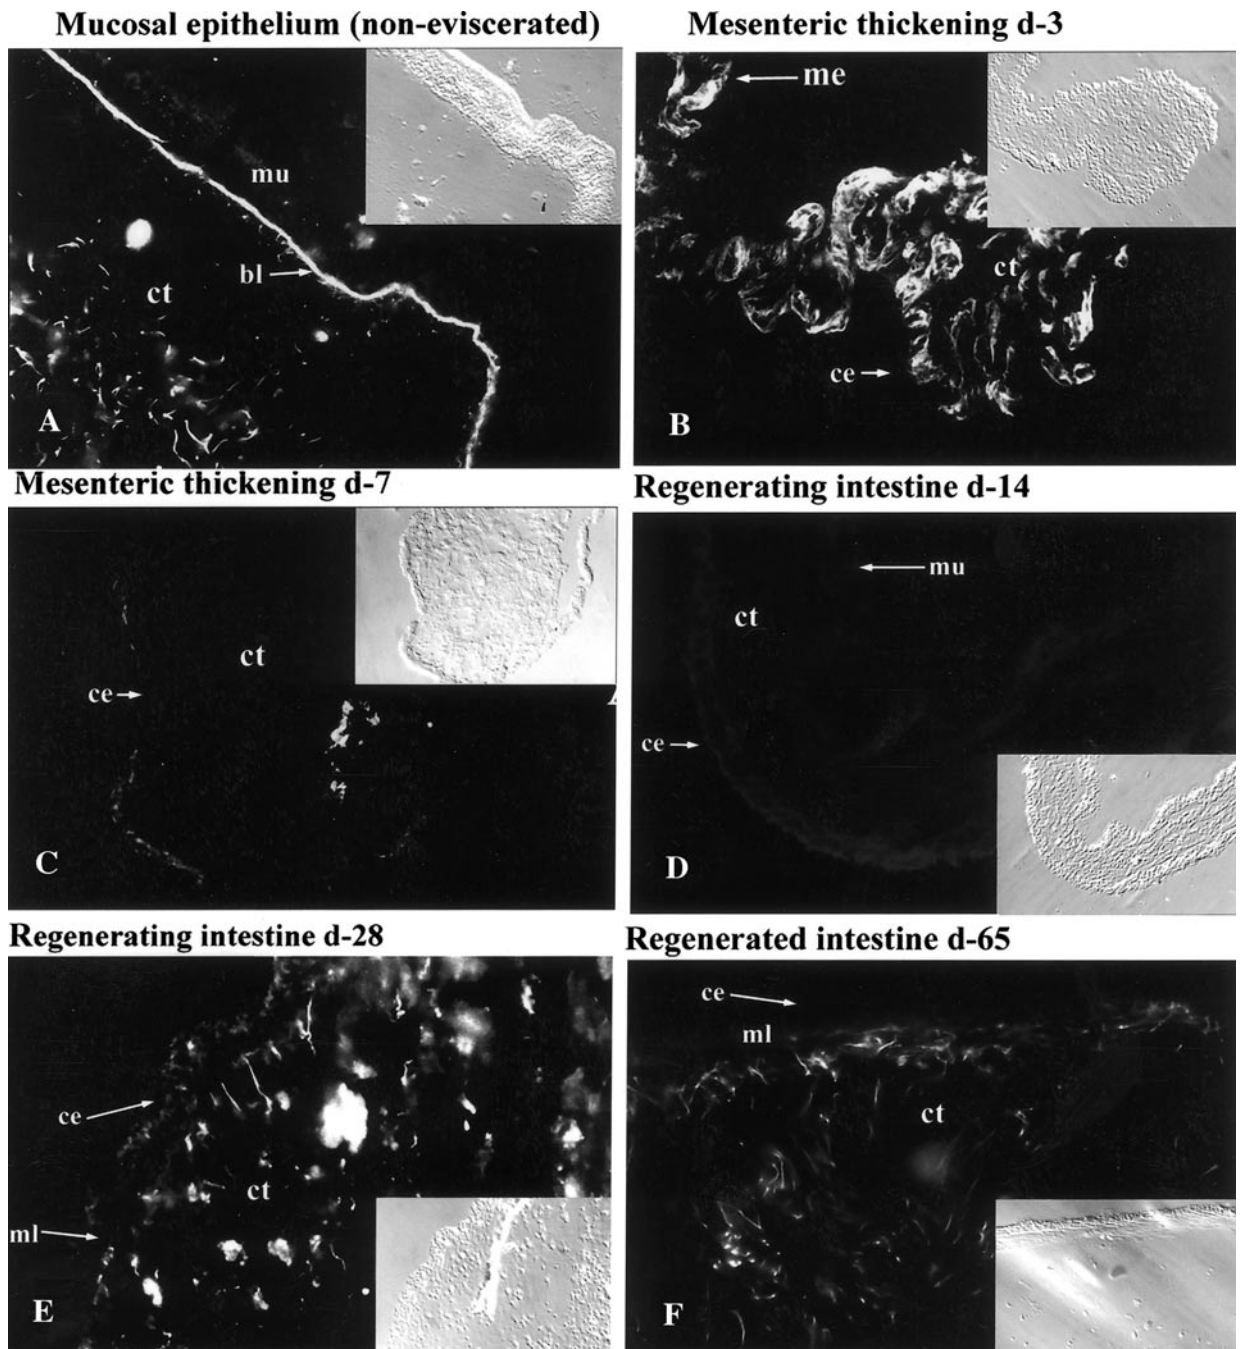 Mucosal epithelium (non-eviscerated)
Mesenteric thickening d-3
mu
bl
ct
A
me
ct
ce
B
Mesenteric thickening d-7
Regenerating intestine d-14
ct
ce
C
mu
ct
ce
D
Regenerating intestine d-28
Regenerated intestine d-65
ce
ct
ml
E
ce
ml
ct
F